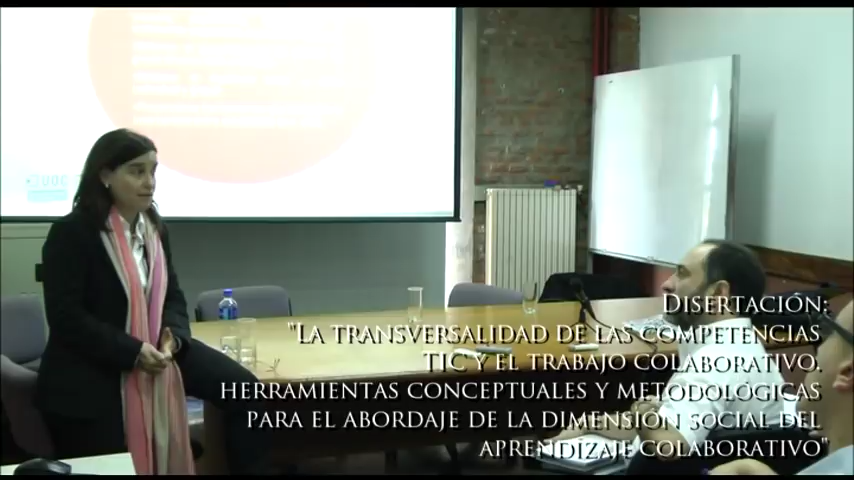 UOC
Disertación:
"La transversalidad de las competencias
TIC y el trabajo colaborativo.
herramientas conceptuales y metodológicas
para el abordaje de la dimensión social del
aprendizaje colaborativo"